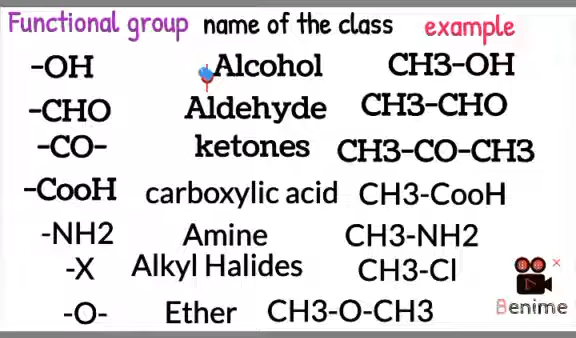 Functional group name of the class example
-OH Alcohol CH3-OH
-CHO Aldehyde CH3-CHO
-CO- ketones CH3-CO-CH3
-CooH carboxylic acid CH3-CooH
-NH2 Amine CH3-NH2
-X Alkyl Halides CH3-Cl
-O- Ether CH3-O-CH3
Benime